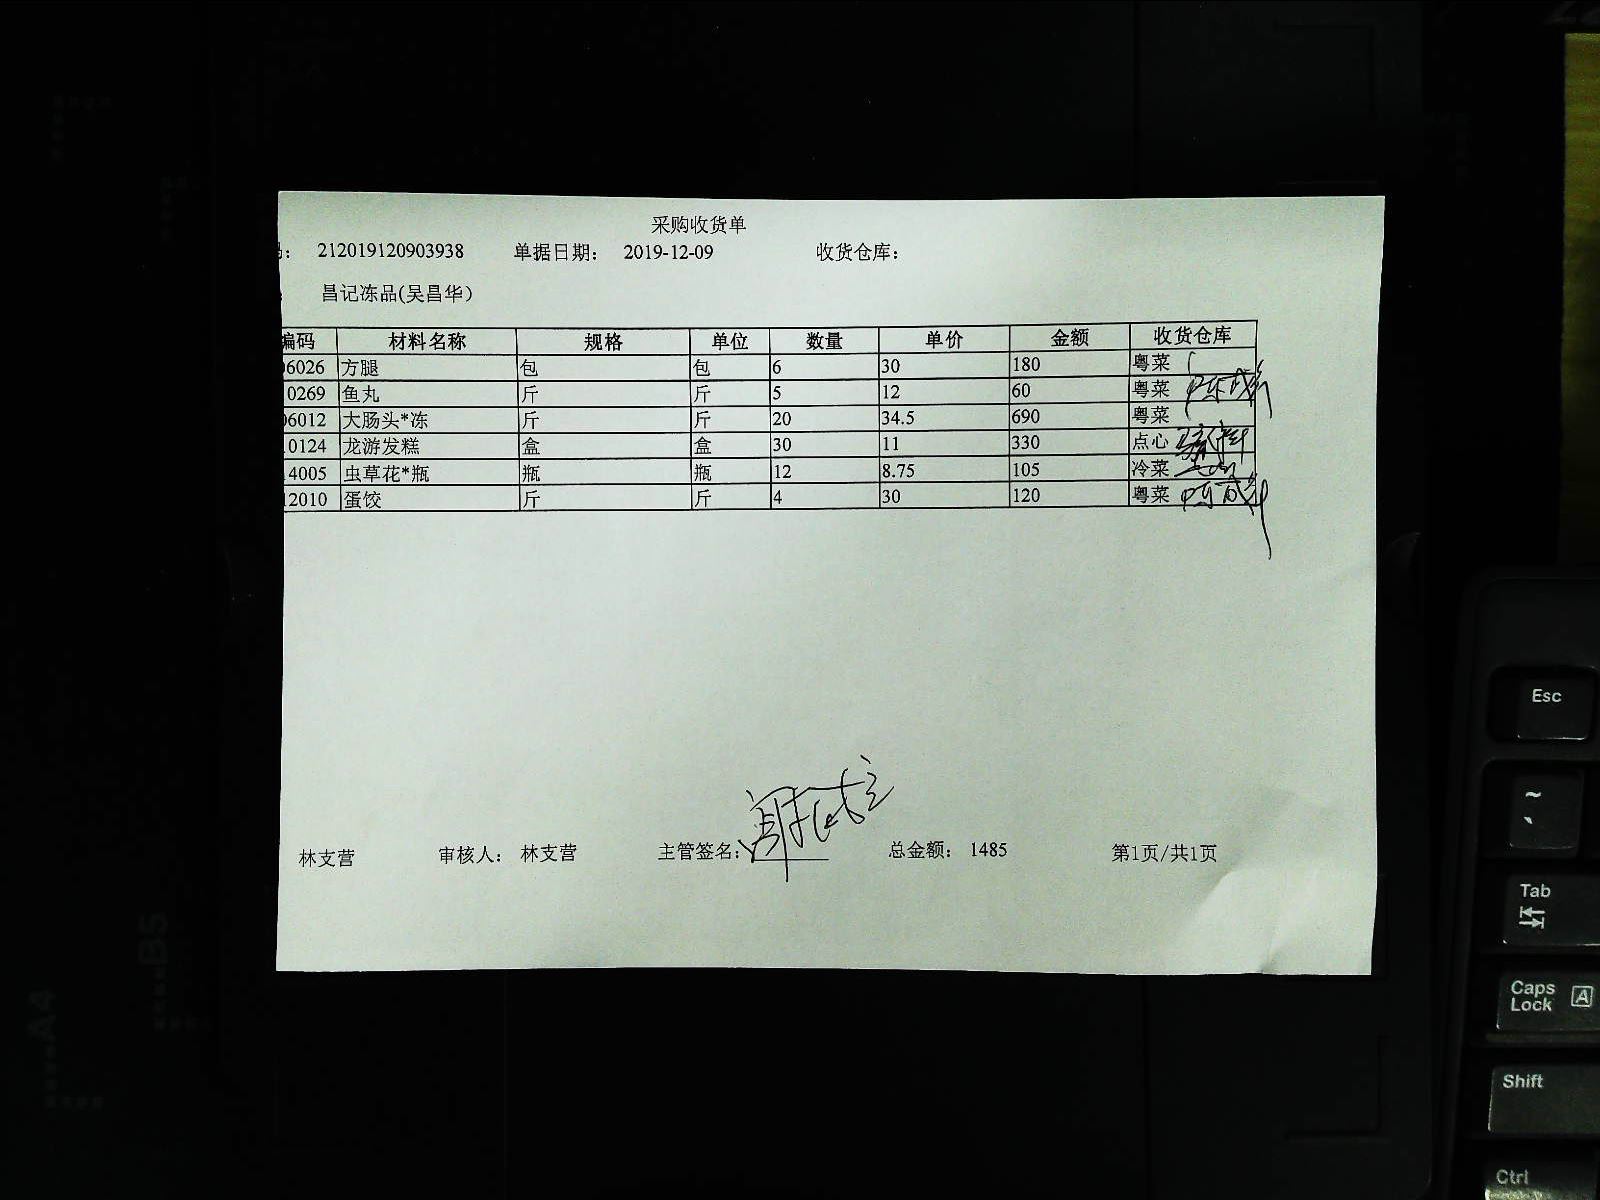 采购收货单
: 212019120903938 单据日期: 2019-12-09 收货仓库:
: 昌记冻品(吴昌华)
编码 材料名称 规格 单位 数量 单价 金额 收货仓库
06026 方腿 包 包 6 30 180 粤菜
0269 鱼丸 斤 斤 5 12 60 粤菜
06012 大肠头*冻 斤 斤 20 34.5 690 粤菜
0124 龙游发糕 盒 盒 30 11 330 点心
4005 虫草花*瓶 瓶 瓶 12 8.75 105 冷菜
12010 蛋饺 斤 斤 4 30 120 粤菜
林支营 审核人: 林支营 主管签名: 总金额: 1485 第1页/共1页
Esc
~
Tab
Caps Lock A
Shift
Ctrl
A4
B5